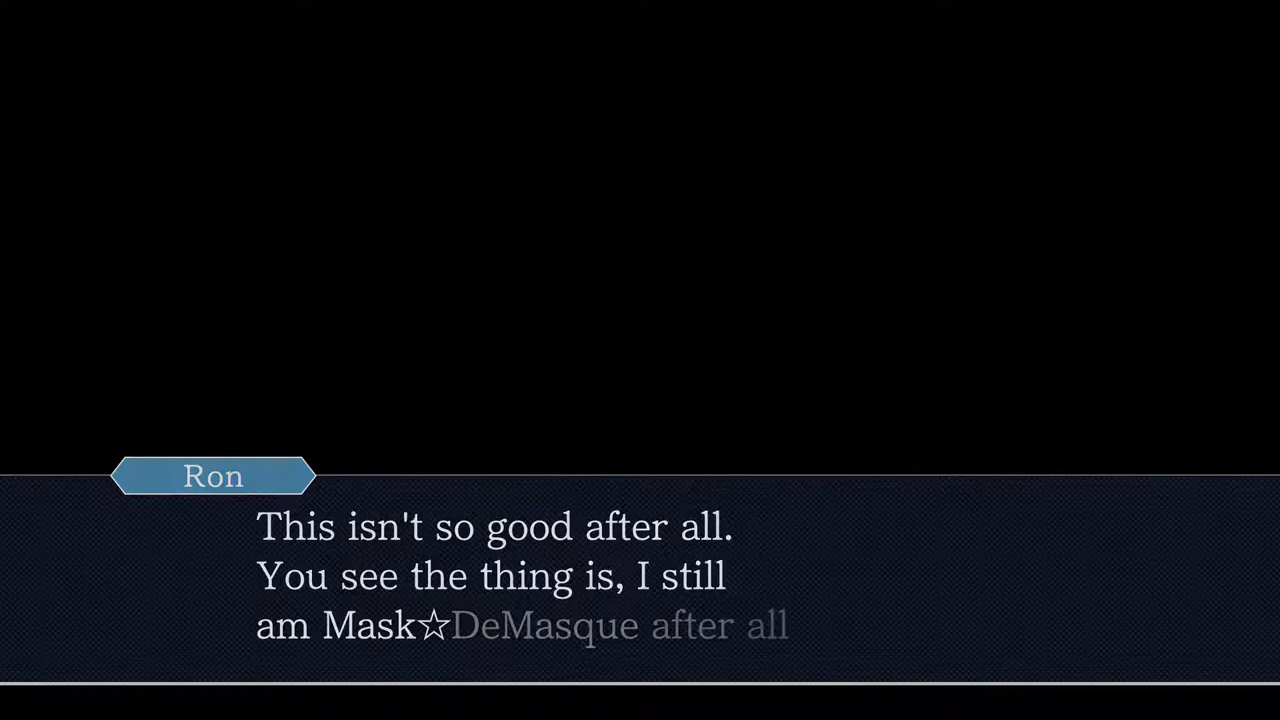 Ron
This isn't so good after all.
You see the thing is, I still
am Mask☆DeMasque after all